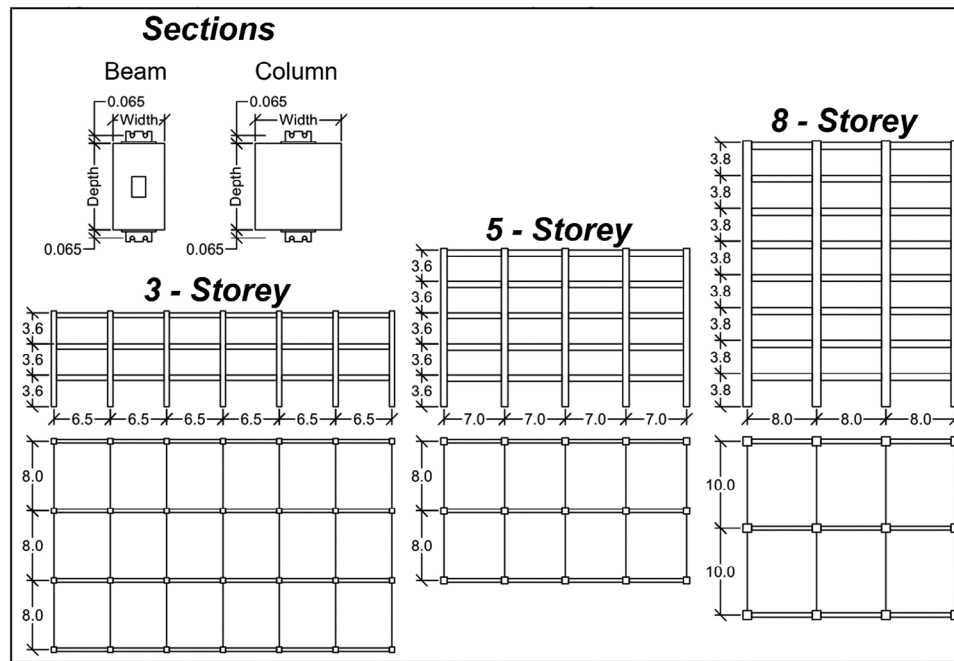 Sections
Beam
Column
0.065
Width
Depth
0.065
0.065
Width
Depth
0.065
3 - Storey
3.6
3.6
3.6
6.5 6.5 6.5 6.5 6.5 6.5
8.0
8.0
8.0
5 - Storey
3.6
3.6
3.6
3.6
3.6
7.0 7.0 7.0 7.0
8.0
8.0
8 - Storey
3.8
3.8
3.8
3.8
3.8
3.8
3.8
3.8
8.0 8.0 8.0
10.0
10.0